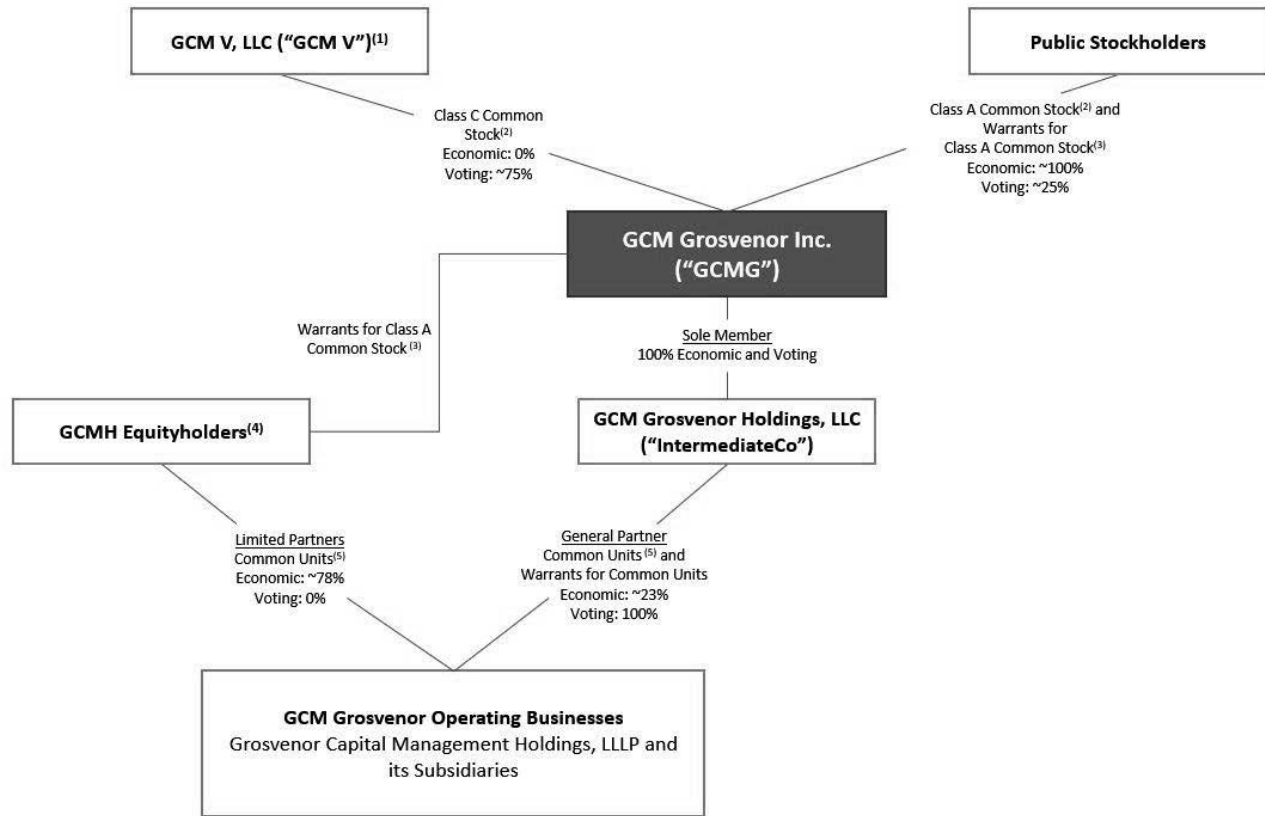 GCM V, LLC (“GCM V”)(1)
Public Stockholders
Class C Common
Stock(2)
Economic: 0%
Voting: ~75%
Class A Common Stock(2) and
Warrants for
Class A Common Stock(3)
Economic: ~100%
Voting: ~25%
GCM Grosvenor Inc.
(“GCMG”)
Warrants for Class A
Common Stock (3)
Sole Member
100% Economic and Voting
GCMH Equityholders(4)
GCM Grosvenor Holdings, LLC
(“IntermediateCo”)
Limited Partners
Common Units(5)
Economic: ~78%
Voting: 0%
General Partner
Common Units (5) and
Warrants for Common Units
Economic: ~23%
Voting: 100%
GCM Grosvenor Operating Businesses
Grosvenor Capital Management Holdings, LLLP and
its Subsidiaries